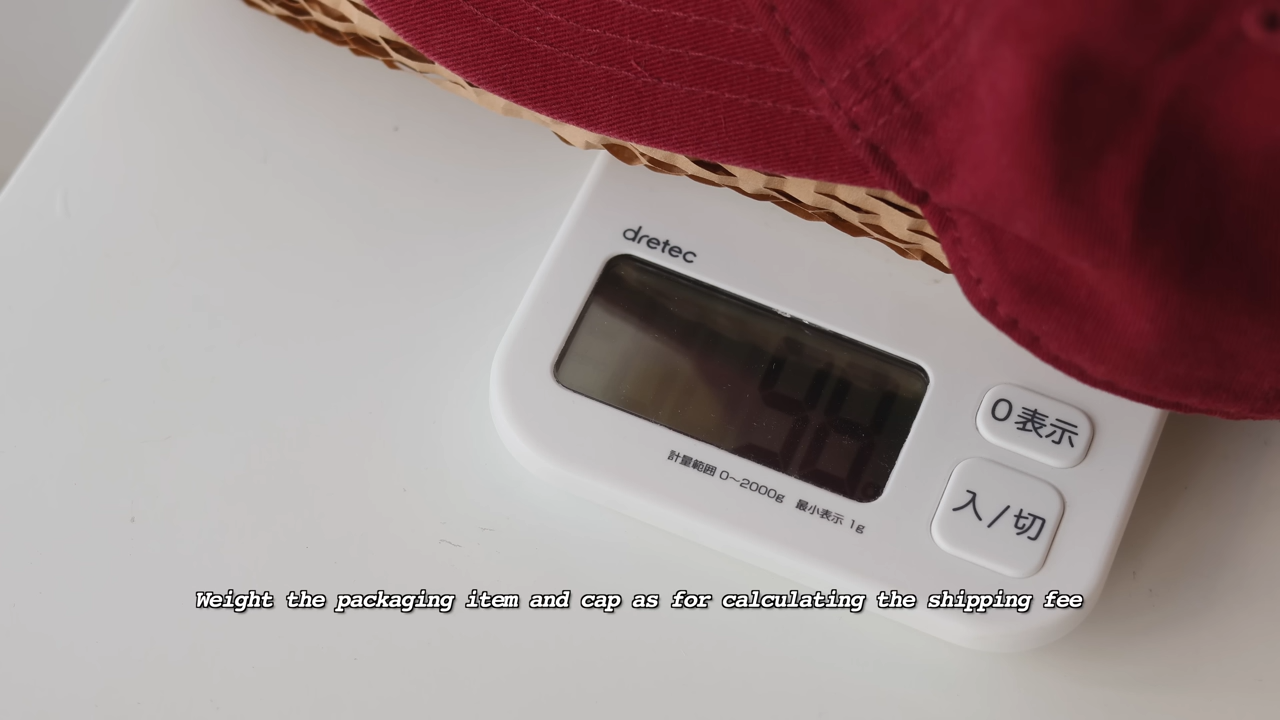 dretec
計量範囲 0〜2000g 最小表示 1g
0表示
入/切
Weight the packaging item and cap as for calculating the shipping fee